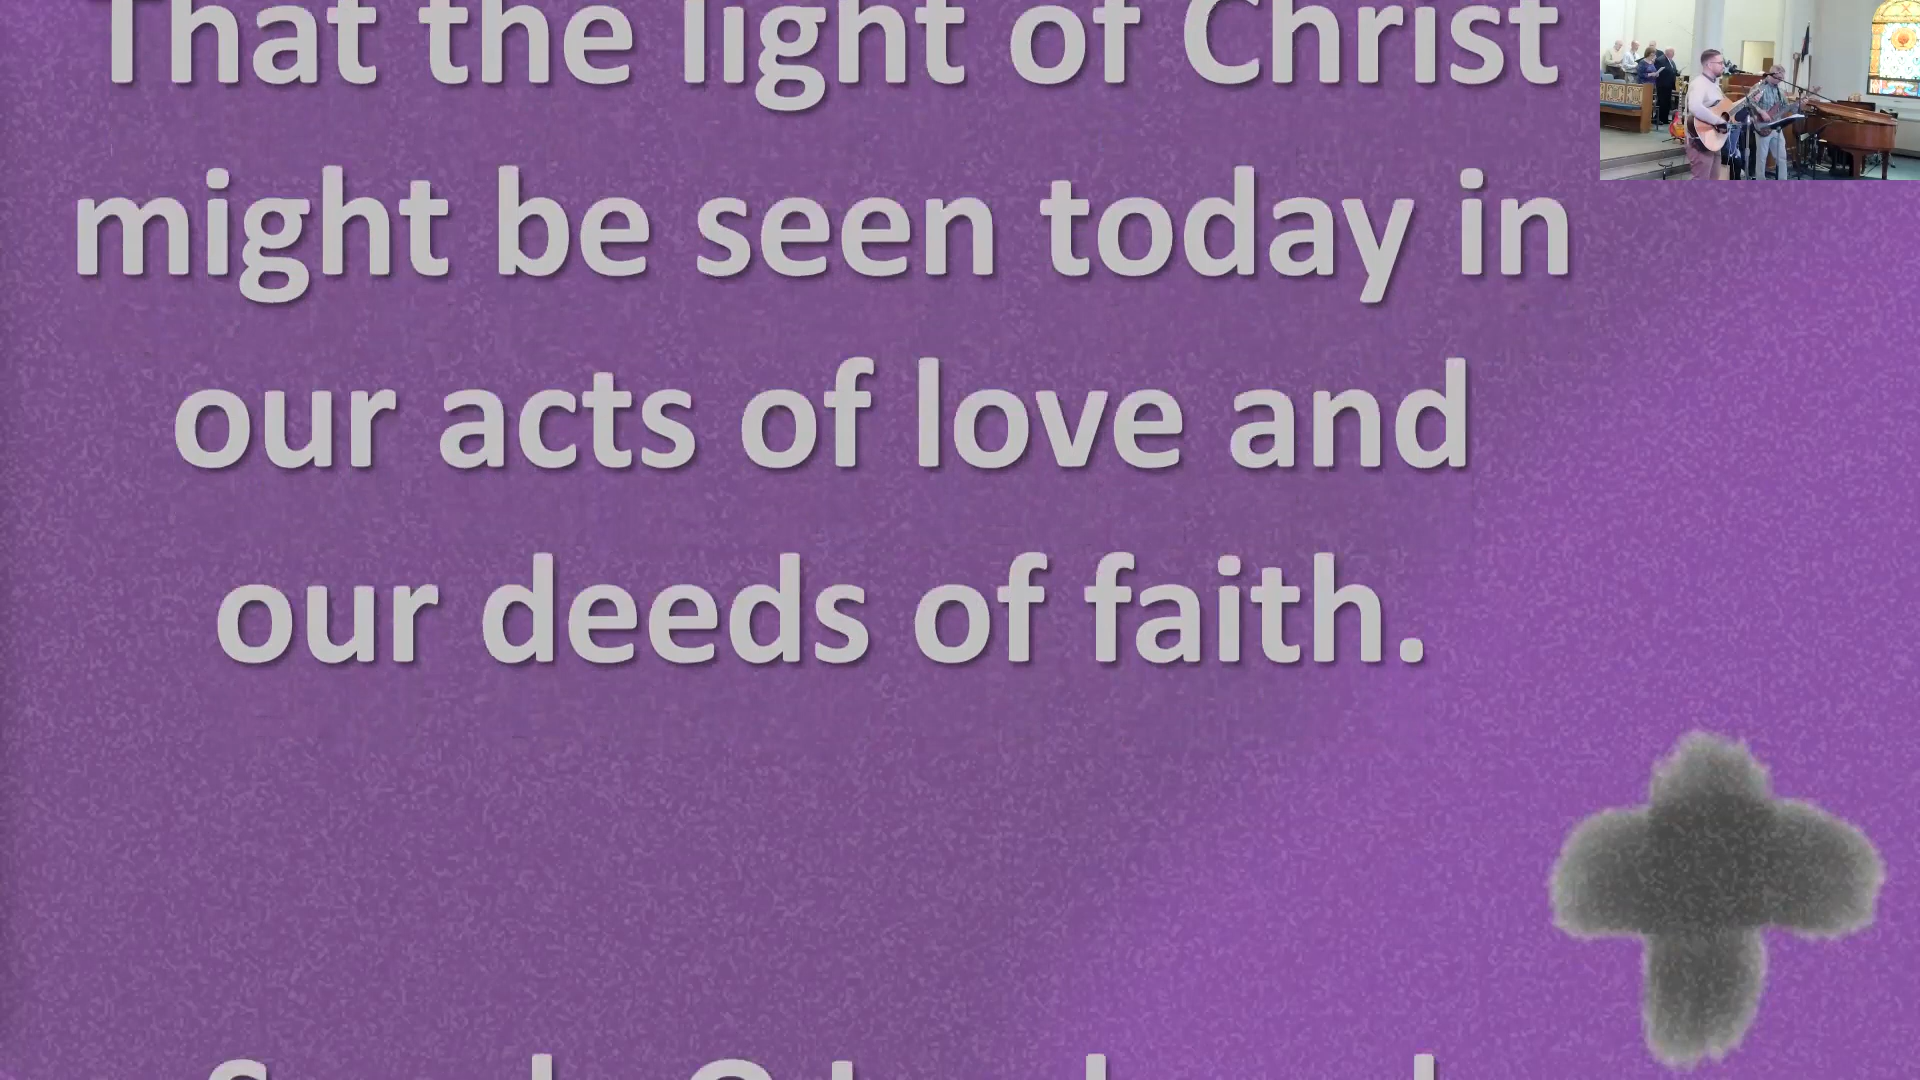 That the light of Christ
might be seen today in
our acts of love and
our deeds of faith.